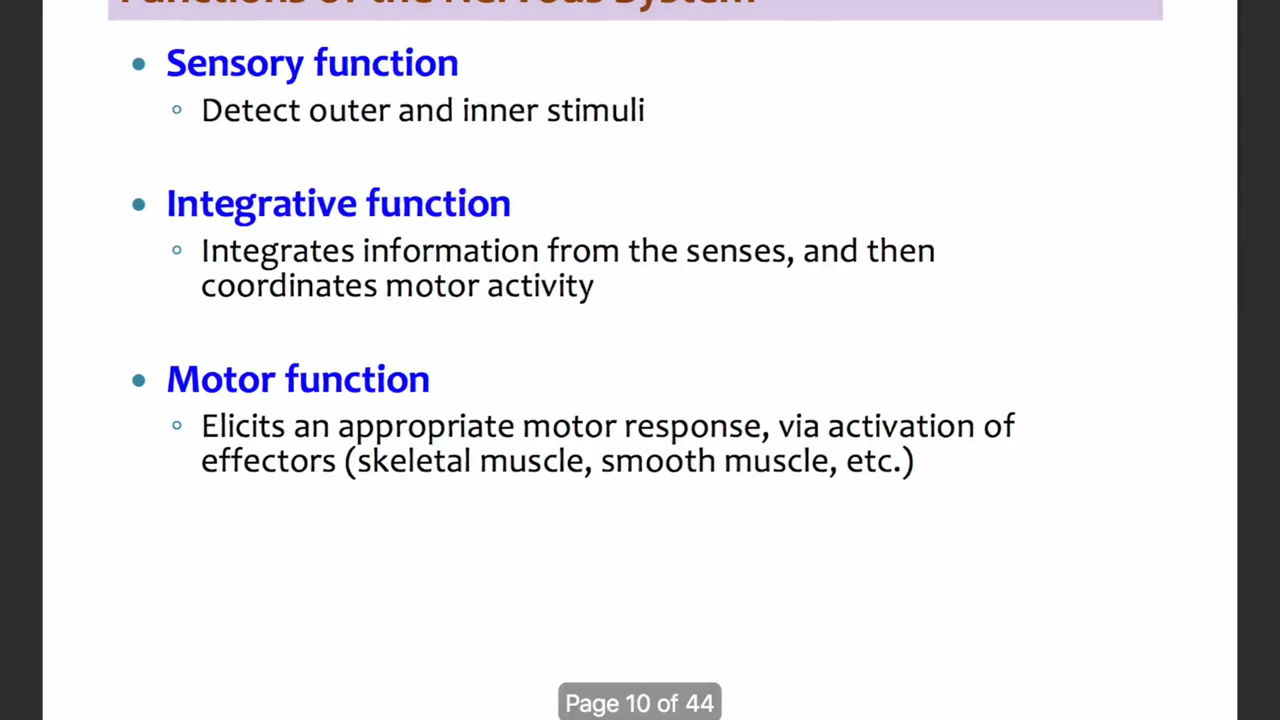 Functions of the Nervous System
• Sensory function
◦ Detect outer and inner stimuli
• Integrative function
◦ Integrates information from the senses, and then
coordinates motor activity
• Motor function
◦ Elicits an appropriate motor response, via activation of
effectors (skeletal muscle, smooth muscle, etc.)
Page 10 of 44